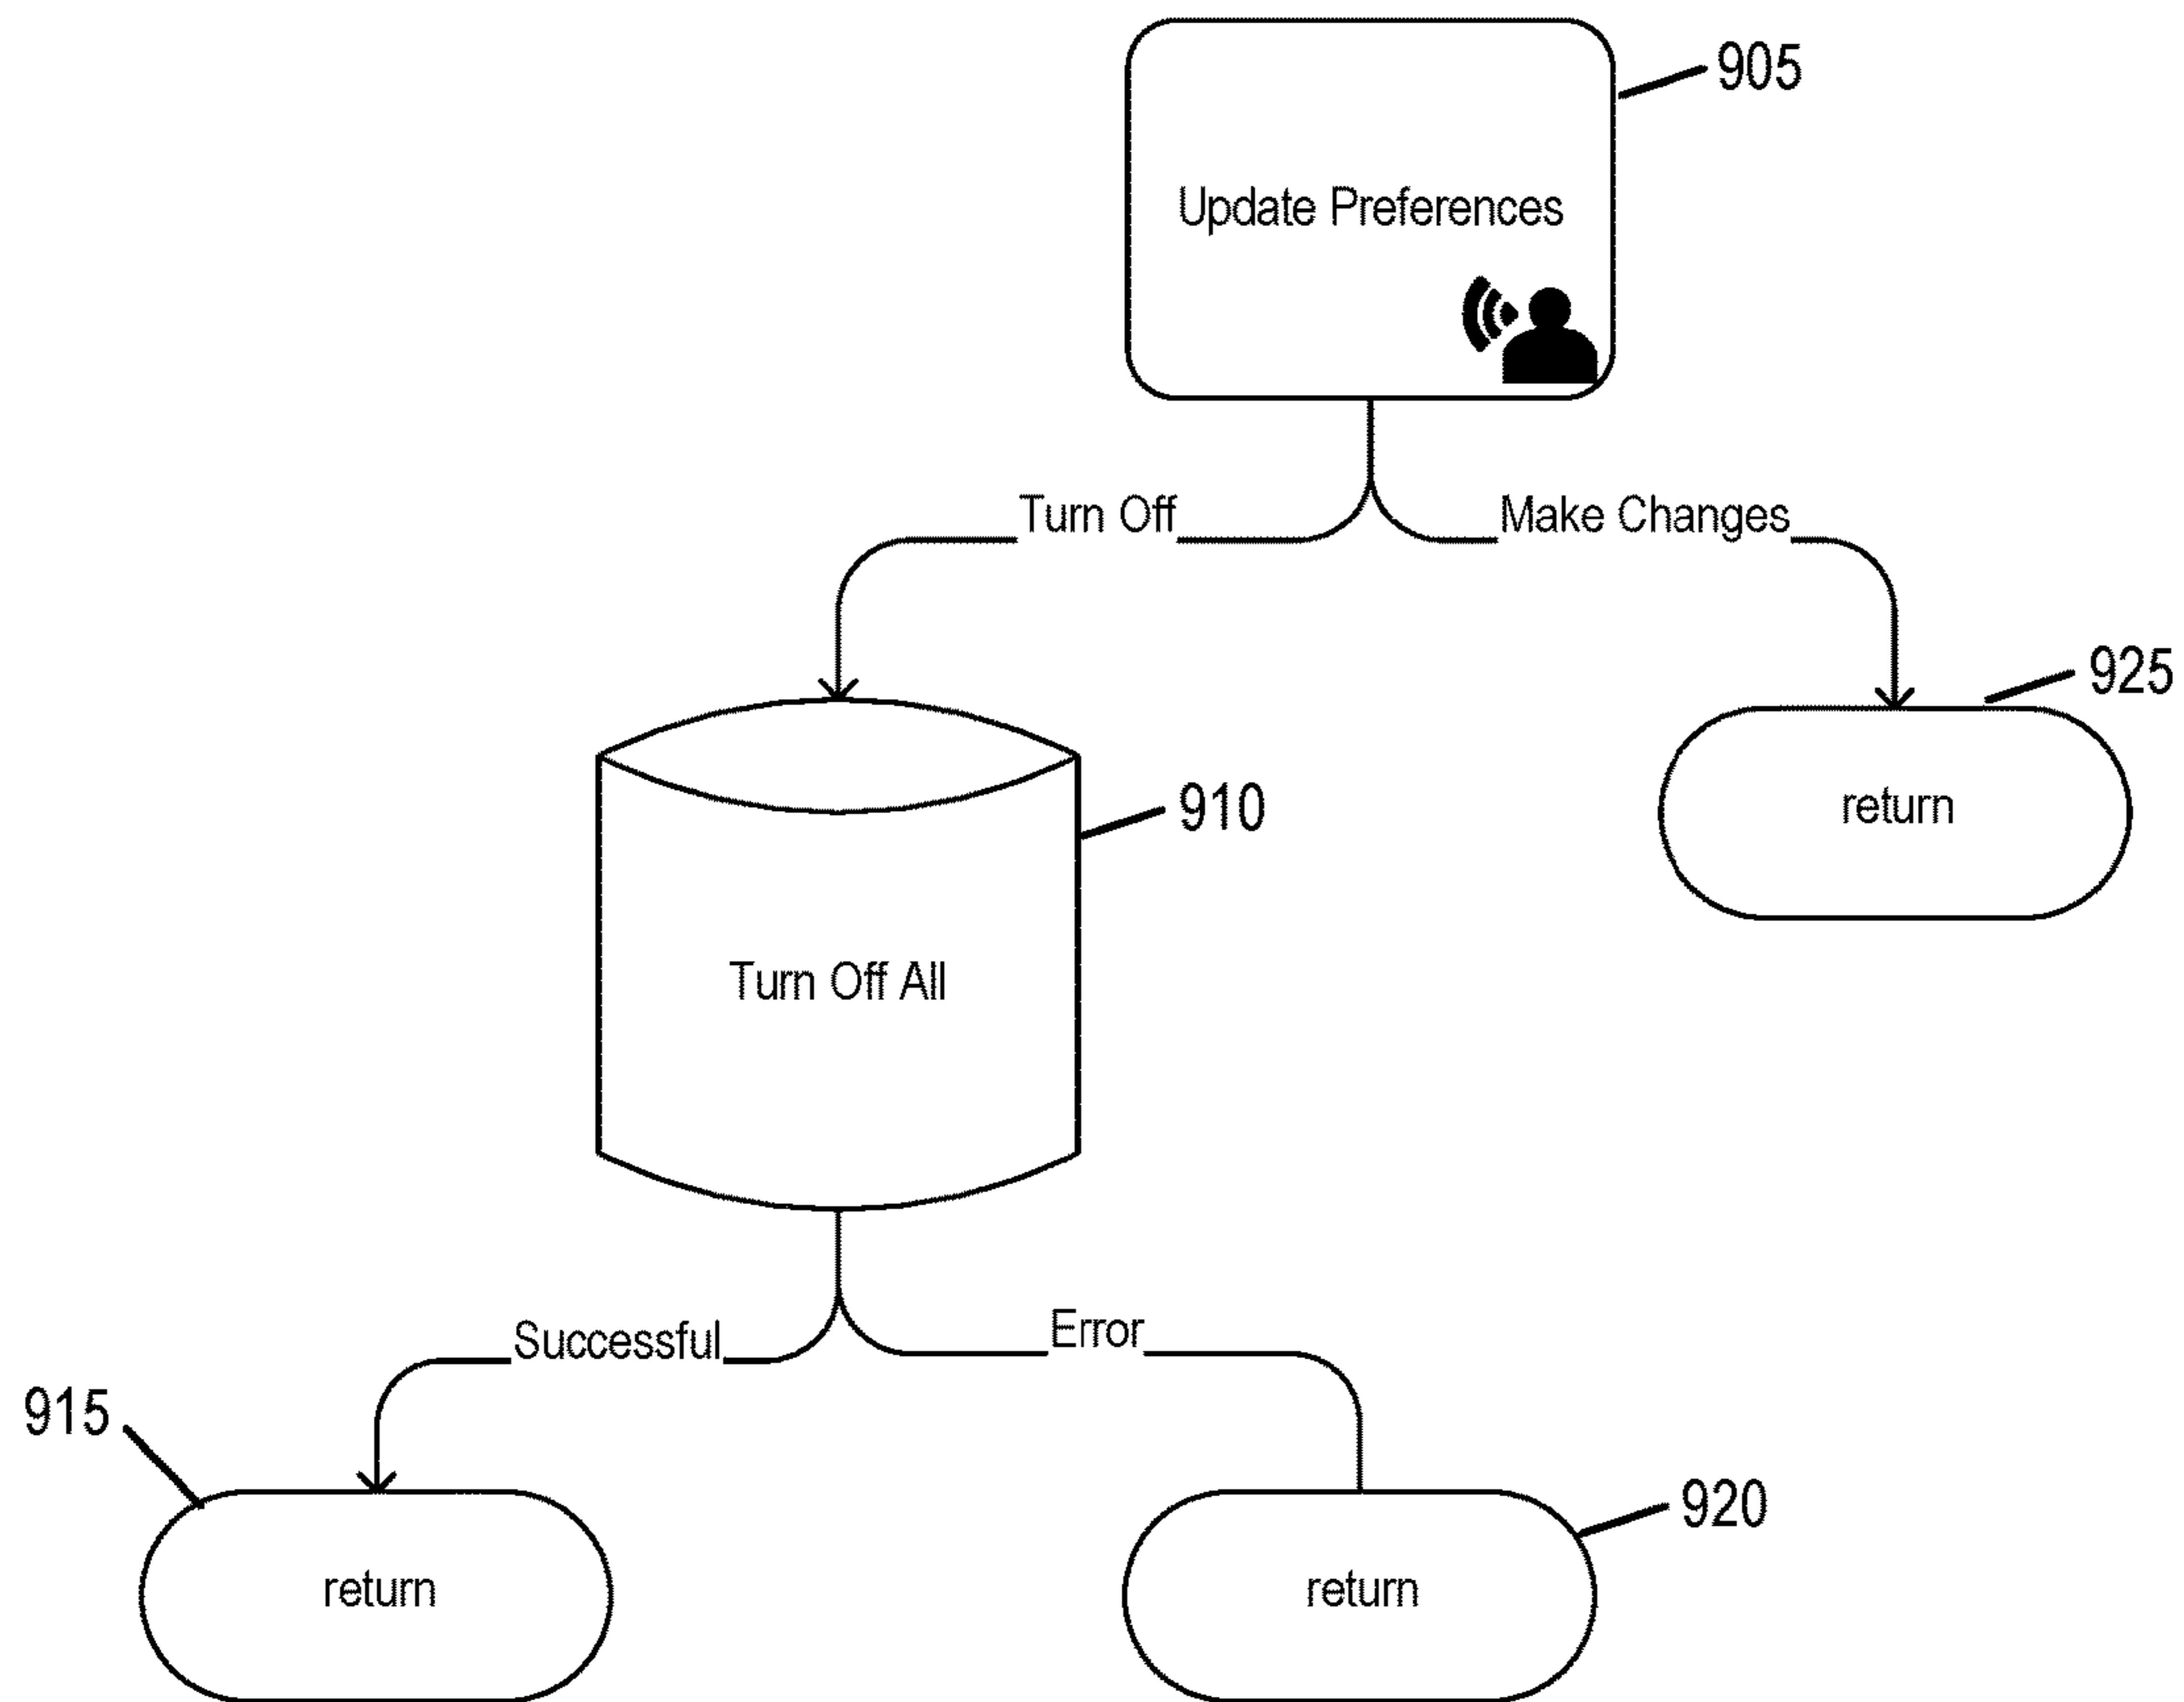 905
Update Preferences
Turn Off
Make Changes
925
910
return
Turn Off All
Successful
Error
915
920
return
return